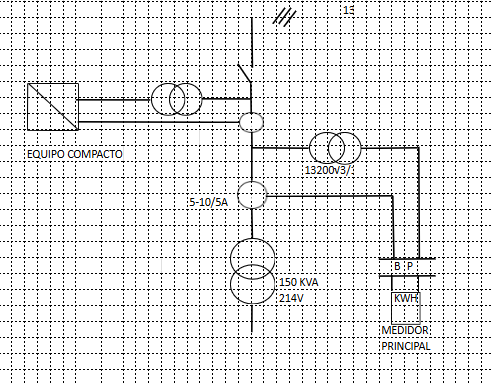 15
EQUIPO COMPACTO
13200V3/
5-10/5A
150 KVA
214V
B P
KWH
MEDIDOR
PRINCIPAL